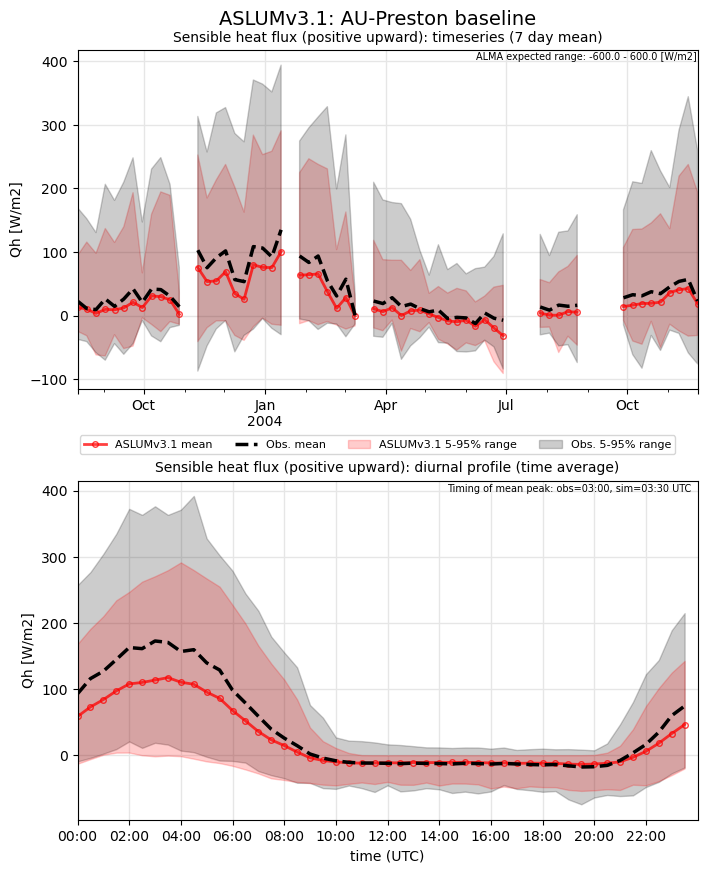 ASLUMv3.1: AU-Preston baseline
Sensible heat flux (positive upward): timeseries (7 day mean)
ALMA expected range: -600.0 - 600.0 [W/m2]
400
300
200
100
0
−100
Qh [W/m2]
Oct
Jan
2004
Apr
Jul
Oct
ASLUMv3.1 mean
Obs. mean
ASLUMv3.1 5-95% range
Obs. 5-95% range
Sensible heat flux (positive upward): diurnal profile (time average)
Timing of mean peak: obs=03:00, sim=03:30 UTC
400
300
200
100
0
Qh [W/m2]
00:00
02:00
04:00
06:00
08:00
10:00
12:00
14:00
16:00
18:00
20:00
22:00
time (UTC)